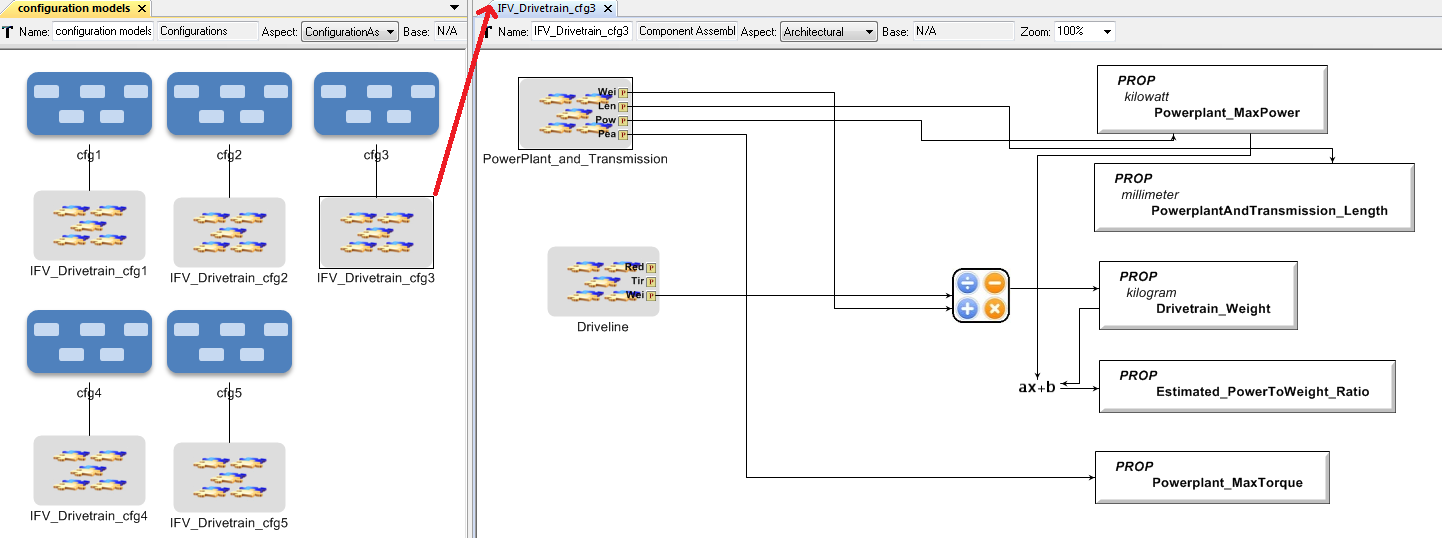 configuration models
IFV_Drivetrain_cfg3
Name: configuration models Configurations Aspect: ConfigurationAs Base: N/A
Name: IFV_Drivetrain_cfg3 Component Assembl Aspect: Architectural Base: N/A Zoom: 100%
cfg1 cfg2 cfg3
IFV_Drivetrain_cfg1 IFV_Drivetrain_cfg2 IFV_Drivetrain_cfg3
cfg4 cfg5
IFV_Drivetrain_cfg4 IFV_Drivetrain_cfg5
Wei P
Len P
Pow P
Pea P
PowerPlant_and_Transmission
Red P
Tir P
Wei P
Driveline
PROP
kilowatt
Powerplant_MaxPower
PROP
millimeter
PowerplantAndTransmission_Length
PROP
kilogram
Drivetrain_Weight
ax+b
PROP
Estimated_PowerToWeight_Ratio
PROP
Powerplant_MaxTorque